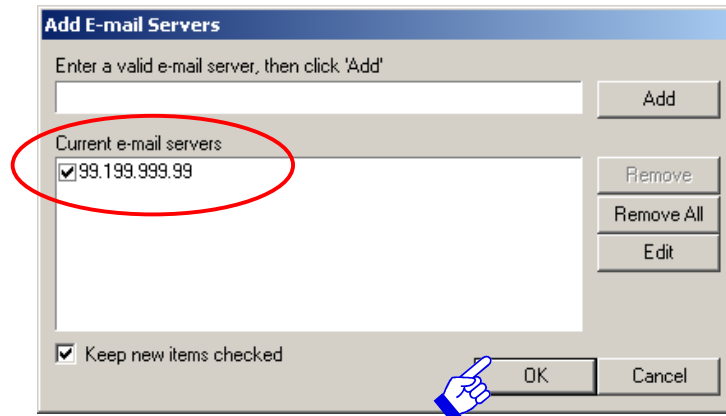 Add E-mail Servers
Enter a valid e-mail server, then click 'Add'
Add
Current e-mail servers
99.199.999.99
Remove
Remove All
Edit
Keep new items checked
OK
Cancel